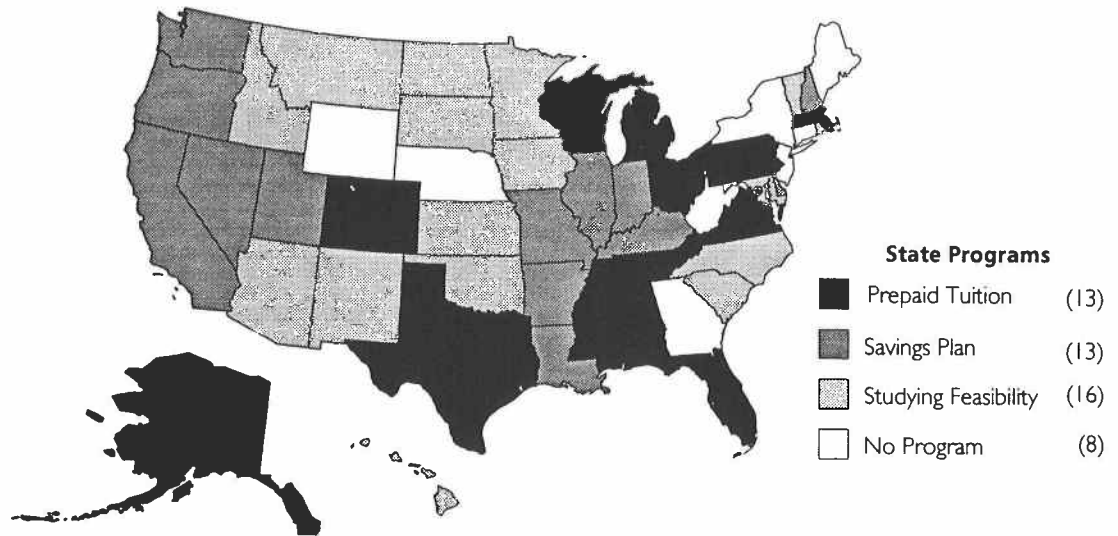 State Programs
Prepaid Tuition (13)
Savings Plan (13)
Studying Feasibility (16)
No Program (8)